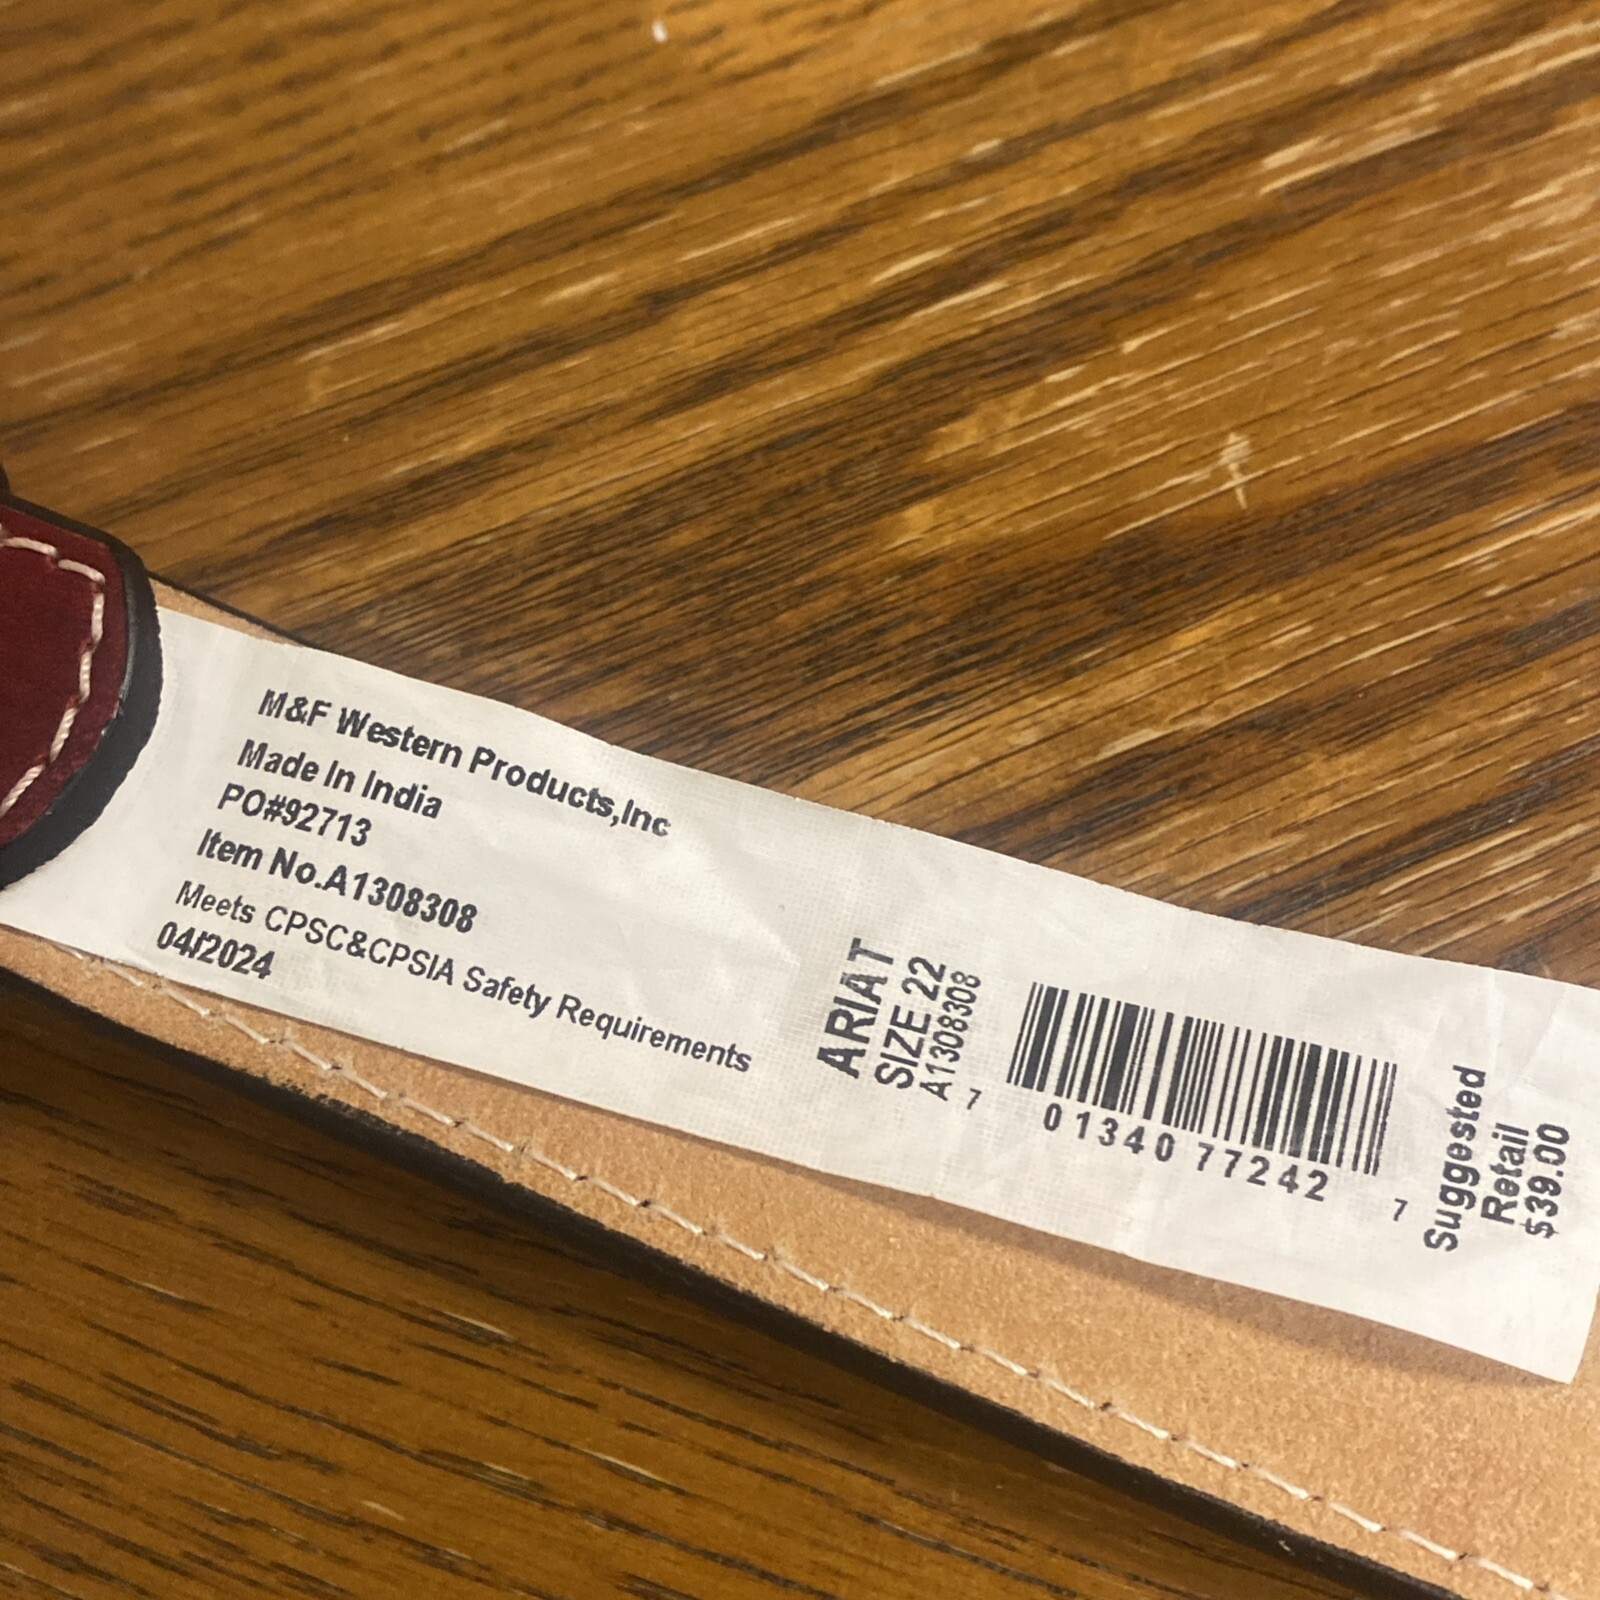 M&F Western Products,Inc
Made In India
PO#92713
Item No.A1308308
Meets CPSC&CPSIA Safety Requirements
04/2024
ARIAT
SIZE 22
A1308308
7 01340 77242 7
Suggested
Retail
$39.00